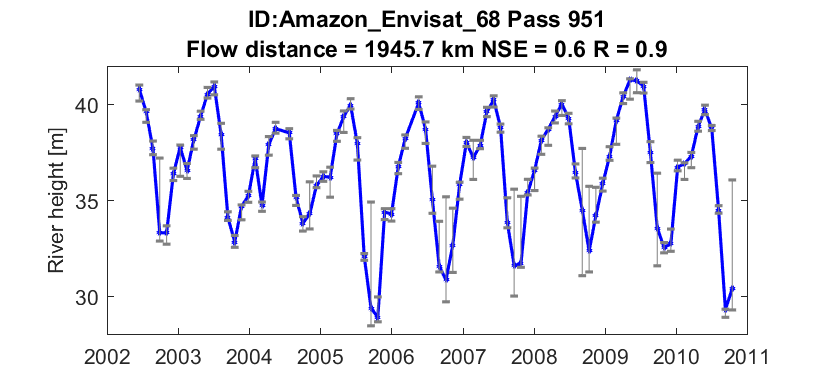 ID:Amazon_Envisat_68 Pass 951
Flow distance = 1945.7 km NSE = 0.6 R = 0.9
River height [m]
40
35
30
2002 2003 2004 2005 2006 2007 2008 2009 2010 2011